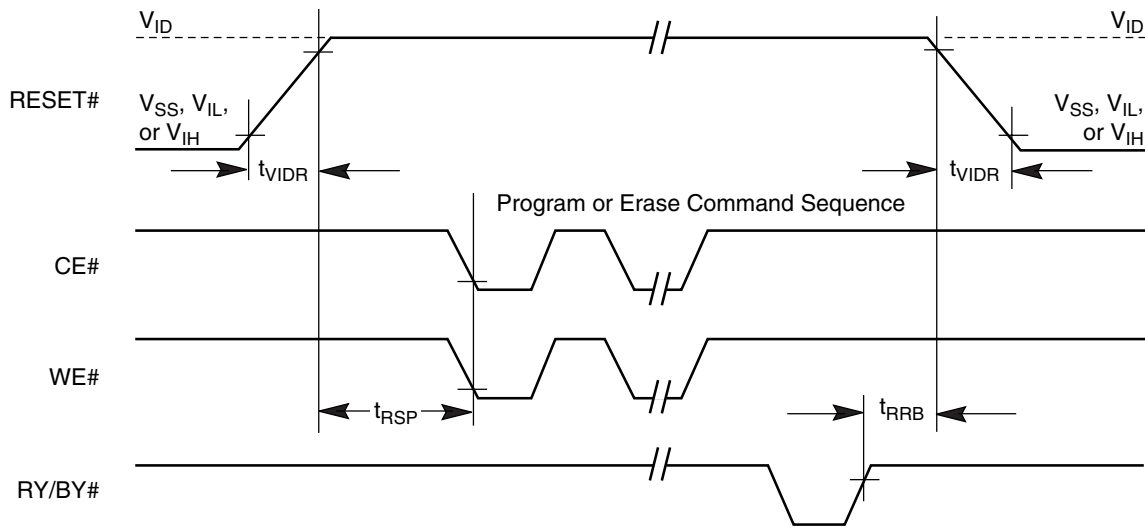 V_ID
V_ID
RESET#
V_SS, V_IL,
or V_IH
V_SS, V_IL,
or V_IH
t_VIDR
t_VIDR
Program or Erase Command Sequence
CE#
WE#
t_RSP
t_RRB
RY/BY#